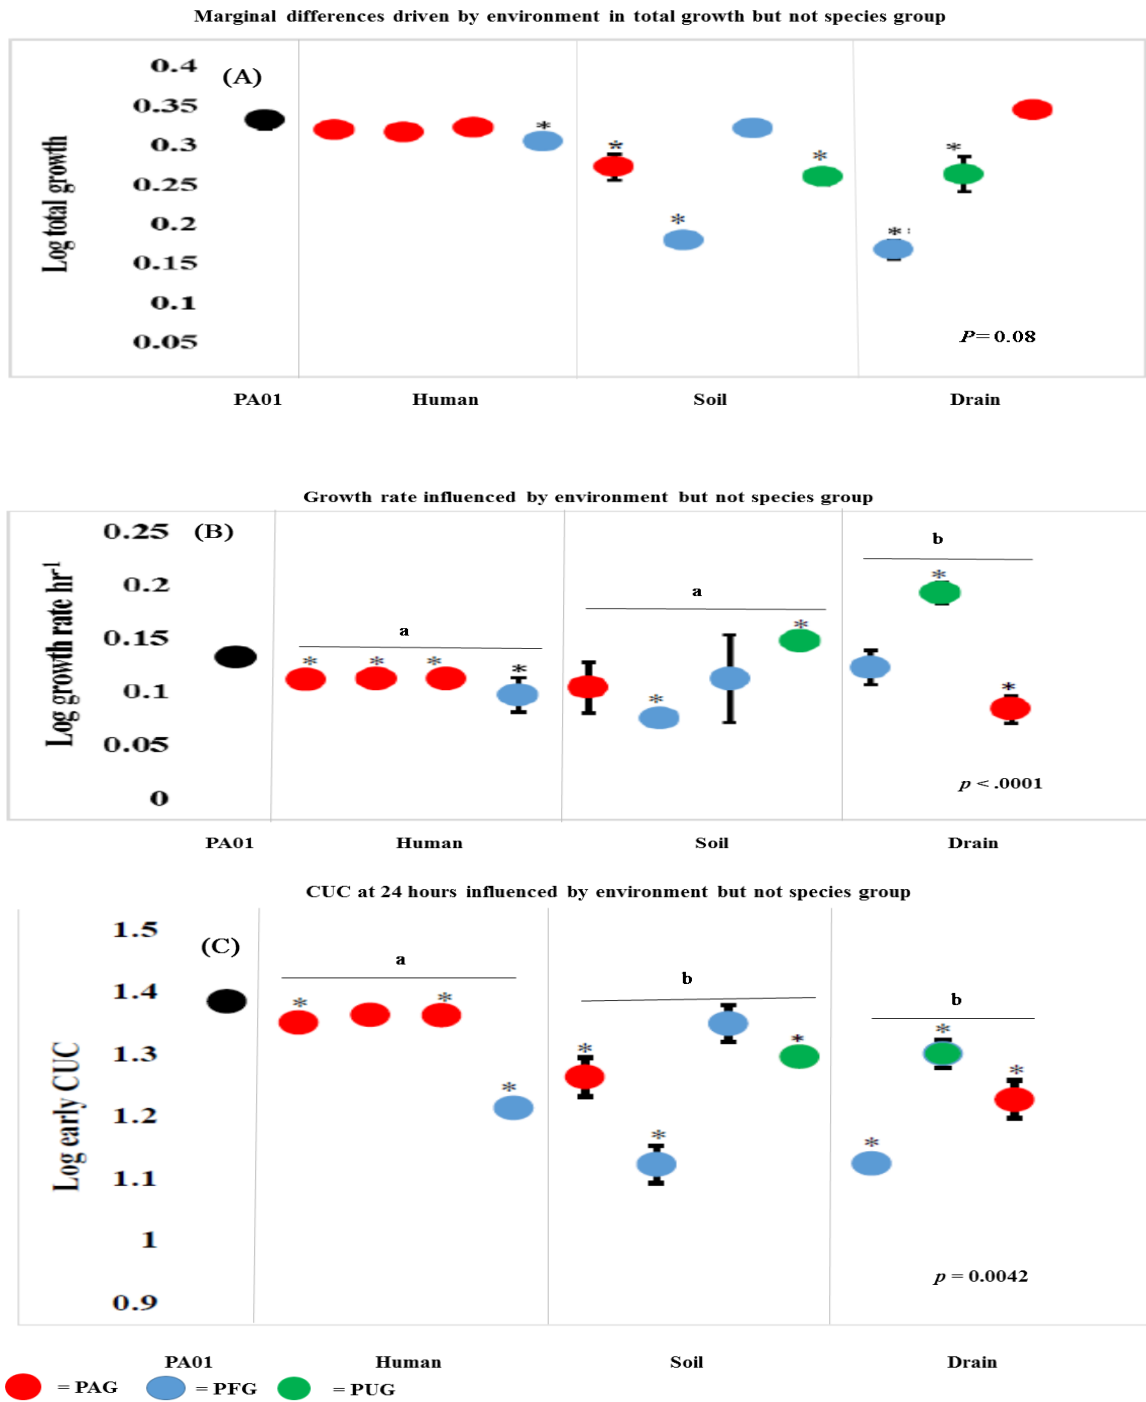 Marginal differences driven by environment in total growth but not species group
(A)
Log total growth
0.4
0.35
0.3
0.25
0.2
0.15
0.1
0.05
*
*
*
*
*
*
P= 0.08
PA01 Human Soil Drain
Growth rate influenced by environment but not species group
(B)
Log growth rate hr-1
0.25
0.2
0.15
0.1
0.05
0
a
a
b
*
*
*
*
*
*
*
*
p < .0001
PA01 Human Soil Drain
CUC at 24 hours influenced by environment but not species group
(C)
Log early CUC
1.5
1.4
1.3
1.2
1.1
1
0.9
a
b
b
*
*
*
*
*
*
*
*
*
p = 0.0042
PA01 Human Soil Drain
= PAG = PFG = PUG